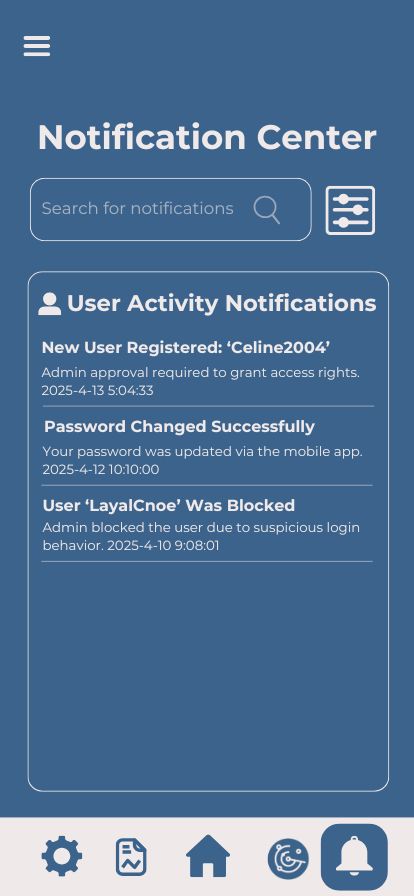 Notification Center
Search for notifications
User Activity Notifications
New User Registered: ‘Celine2004’
Admin approval required to grant access rights.
2025-4-13 5:04:33
Password Changed Successfully
Your password was updated via the mobile app.
2025-4-12 10:10:00
User ‘LayalCnoe’ Was Blocked
Admin blocked the user due to suspicious login
behavior. 2025-4-10 9:08:01